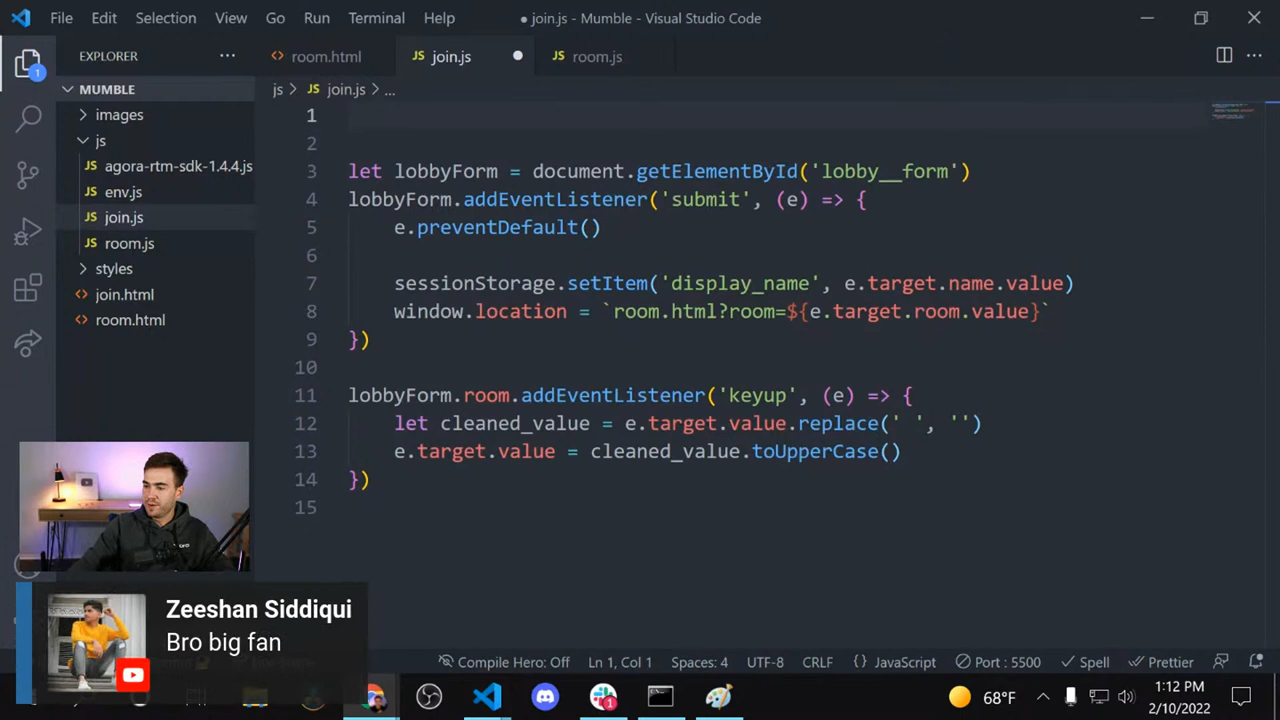 File Edit Selection View Go Run Terminal Help
● join.js - Mumble - Visual Studio Code
EXPLORER
room.html
JS join.js
JS room.js
1
MUMBLE
js > JS join.js > ...
images
js
JS agora-rtm-sdk-1.4.4.js
JS env.js
JS join.js
JS room.js
styles
join.html
room.html
1
2
3 let lobbyForm = document.getElementById('lobby__form')
4 lobbyForm.addEventListener('submit', (e) => {
5 e.preventDefault()
6
7 sessionStorage.setItem('display_name', e.target.name.value)
8 window.location = `room.html?room=${e.target.room.value}`
9 })
10
11 lobbyForm.room.addEventListener('keyup', (e) => {
12 let cleaned_value = e.target.value.replace(' ', '')
13 e.target.value = cleaned_value.toUpperCase()
14 })
15
Zeeshan Siddiqui
Bro big fan
Compile Hero: Off Ln 1, Col 1 Spaces: 4 UTF-8 CRLF {} JavaScript Port : 5500 Spell Prettier
1
68°F
1:12 PM
2/10/2022